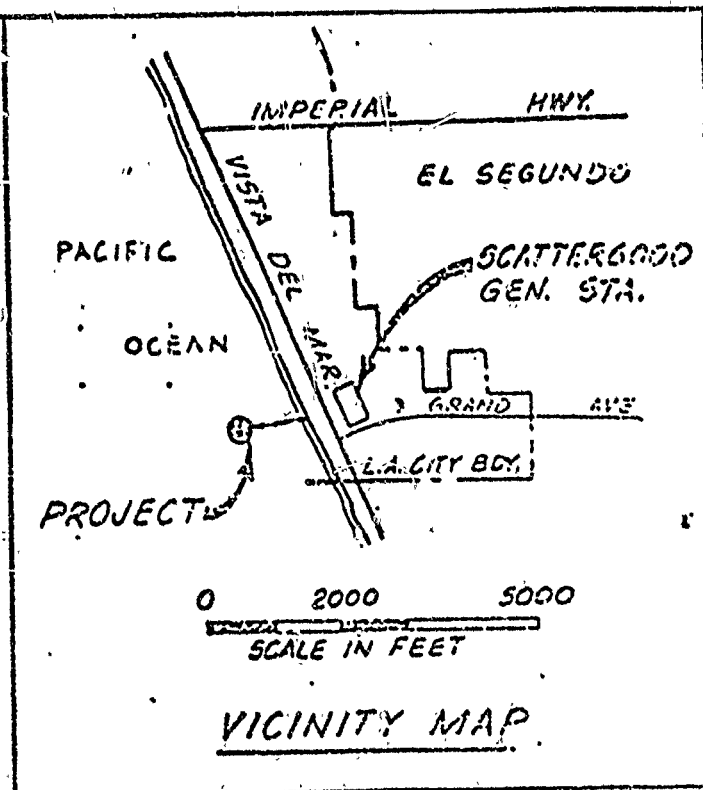 IMPERIAL HWY.
EL SEGUNDO
VISTA DEL MAR.
PACIFIC
OCEAN
SCATTERGOOD
GEN. STA.
GRAND AVE
L.A. CITY BDY.
PROJECT
0 2000 5000
SCALE IN FEET
VICINITY MAP